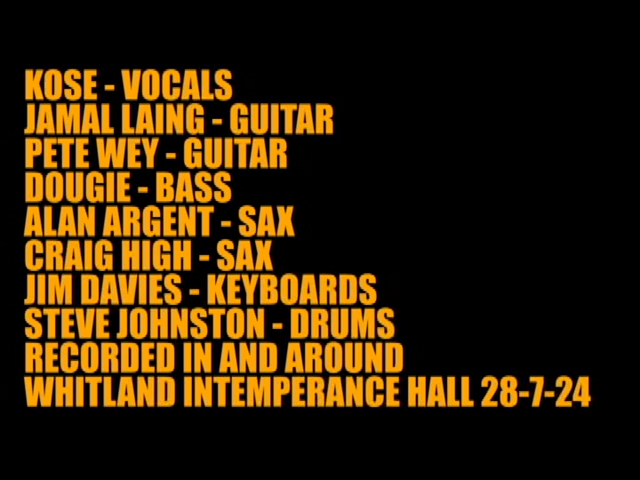 KOSE - VOCALS
JAMAL LAING - GUITAR
PETE WEY - GUITAR
DOUGIE - BASS
ALAN ARGENT - SAX
CRAIG HIGH - SAX
JIM DAVIES - KEYBOARDS
STEVE JOHNSTON - DRUMS
RECORDED IN AND AROUND
WHITLAND INTEMPERANCE HALL 28-7-24